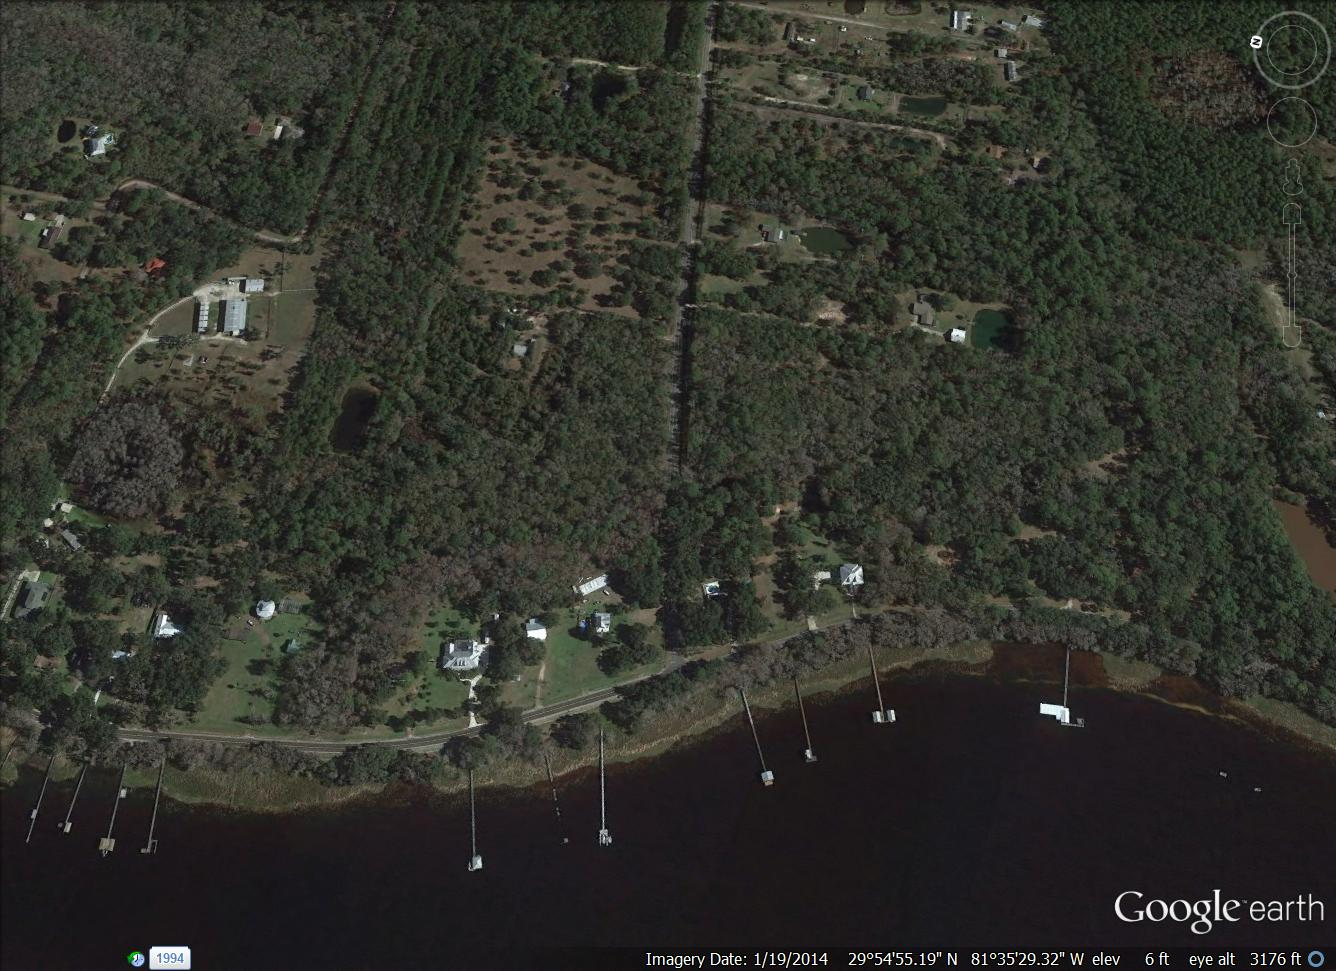 N
Google earth
1994
Imagery Date: 1/19/2014 29°54'55.19" N 81°35'29.32" W elev 6 ft eye alt 3176 ft